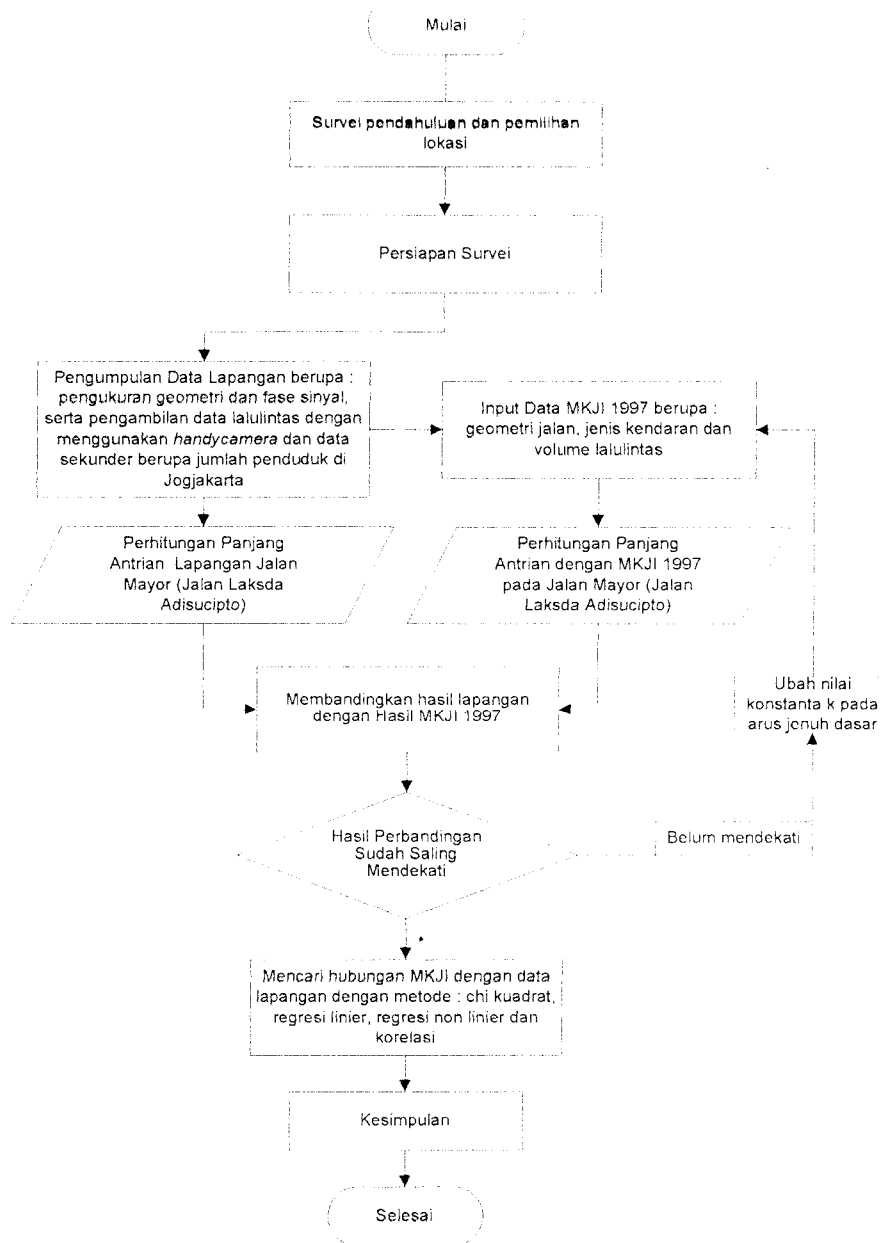 Mulai
Survei pendahuluan dan pemilihan
lokasi
Persiapan Survei
Pengumpulan Data Lapangan berupa :
pengukuran geometri dan fase sinyal,
serta pengambilan data lalulintas dengan
menggunakan handycamera dan data
sekunder berupa jumlah penduduk di
Jogjakarta
Input Data MKJI 1997 berupa :
geometri jalan, jenis kendaran dan
volume lalulintas
Perhitungan Panjang
Antrian Lapangan Jalan
Mayor (Jalan Laksda
Adisucipto)
Perhitungan Panjang
Antrian dengan MKJI 1997
pada Jalan Mayor (Jalan
Laksda Adisucipto)
Membandingkan hasil lapangan
dengan Hasil MKJI 1997
Ubah nilai
konstanta k pada
arus jenuh dasar
Hasil Perbandingan
Sudah Saling
Mendekati
Belum mendekati
Mencari hubungan MKJI dengan data
lapangan dengan metode : chi kuadrat,
regresi linier, regresi non linier dan
korelasi
Kesimpulan
Selesai